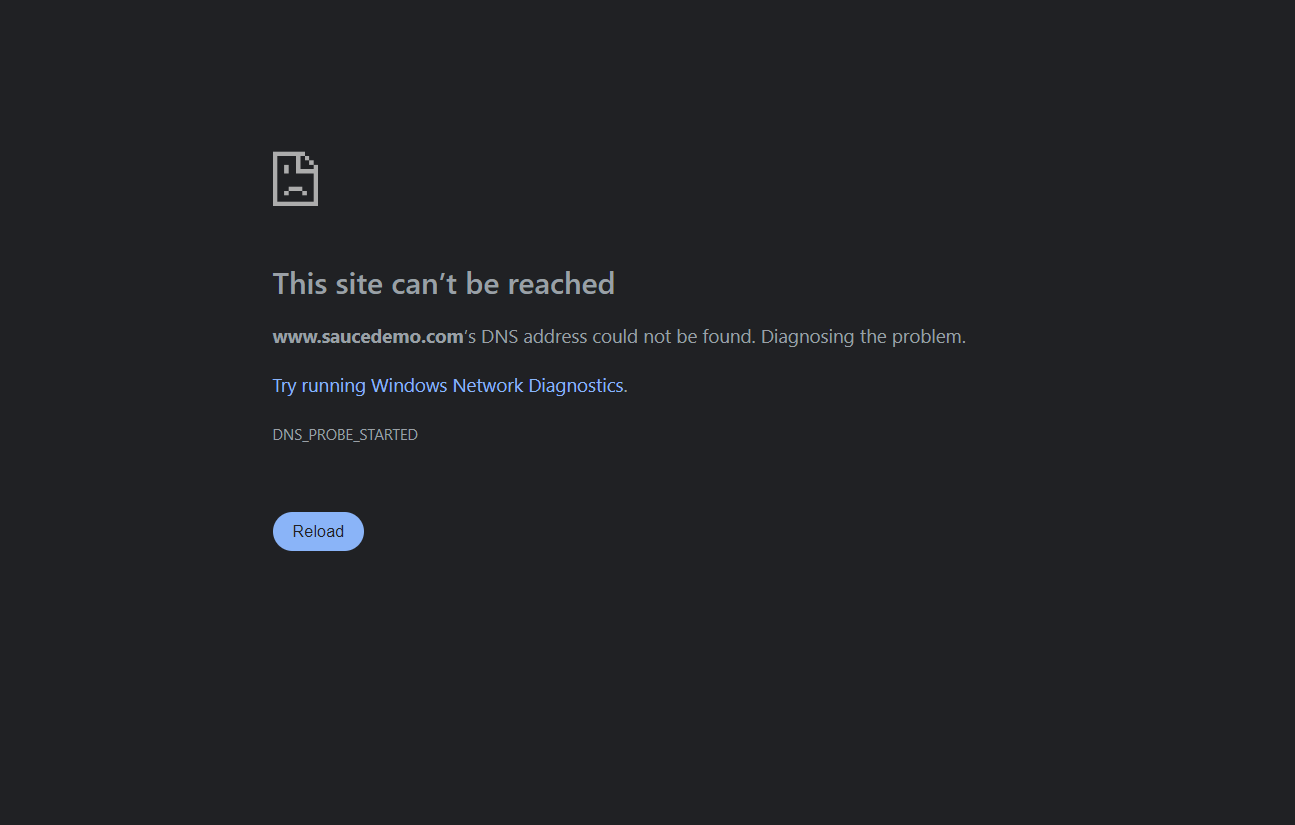 This site can’t be reached
www.saucedemo.com’s DNS address could not be found. Diagnosing the problem.
Try running Windows Network Diagnostics.
DNS_PROBE_STARTED
Reload